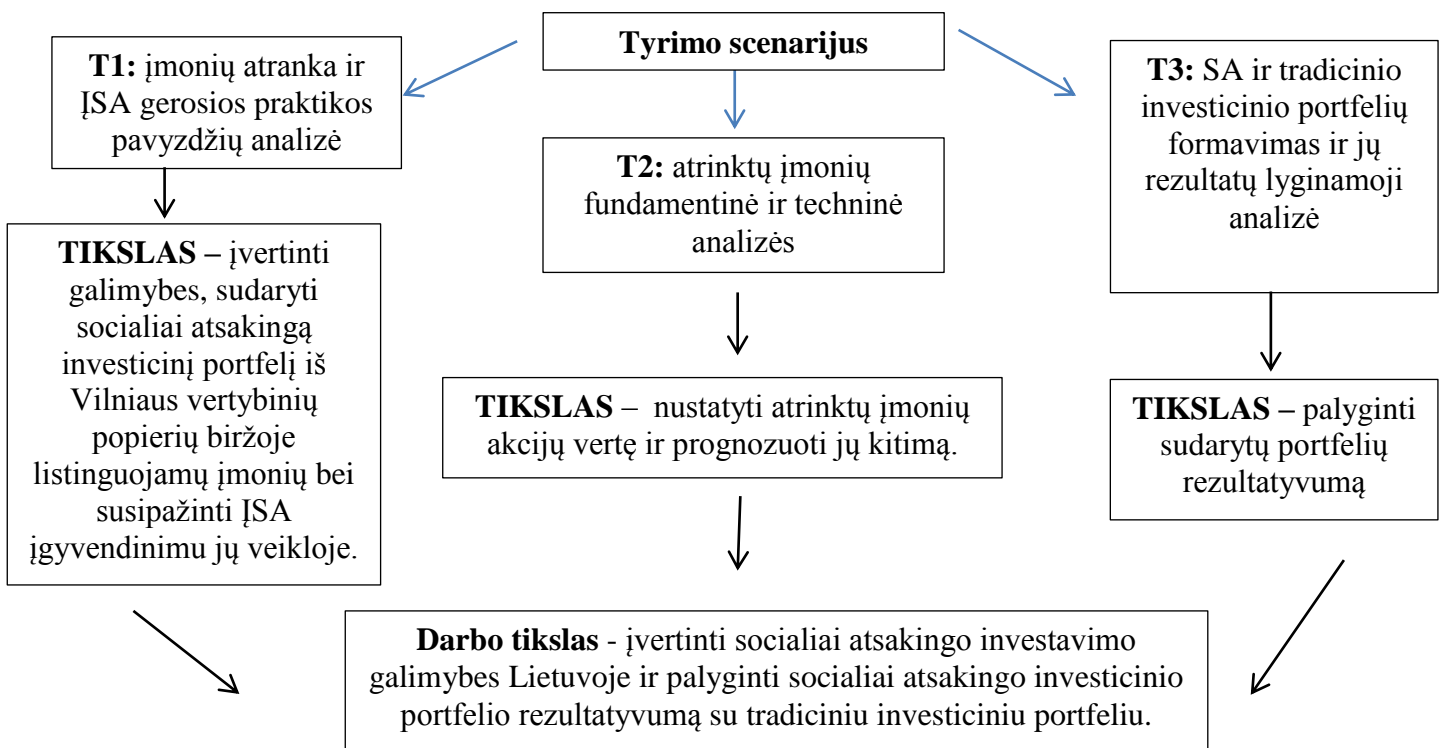 Tyrimo scenarijus
T1: įmonių atranka ir
ĮSA gerosios praktikos
pavyzdžių analizė
T2: atrinktų įmonių
fundamentinė ir techninė
analizės
T3: SA ir tradicinio
investicinio portfelių
formavimas ir jų
rezultatų lyginamoji
analizė
TIKSLAS – įvertinti
galimybes, sudaryti
socialiai atsakingą
investicinį portfelį iš
Vilniaus vertybinių
popierių biržoje
listinguojamų įmonių bei
susipažinti ĮSA
įgyvendinimu jų veikloje.
TIKSLAS – nustatyti atrinktų įmonių
akcijų vertę ir prognozuoti jų kitimą.
TIKSLAS – palyginti
sudarytų portfelių
rezultatyvumą
Darbo tikslas - įvertinti socialiai atsakingo investavimo
galimybes Lietuvoje ir palyginti socialiai atsakingo investicinio
portfelio rezultatyvumą su tradiciniu investiciniu portfeliu.